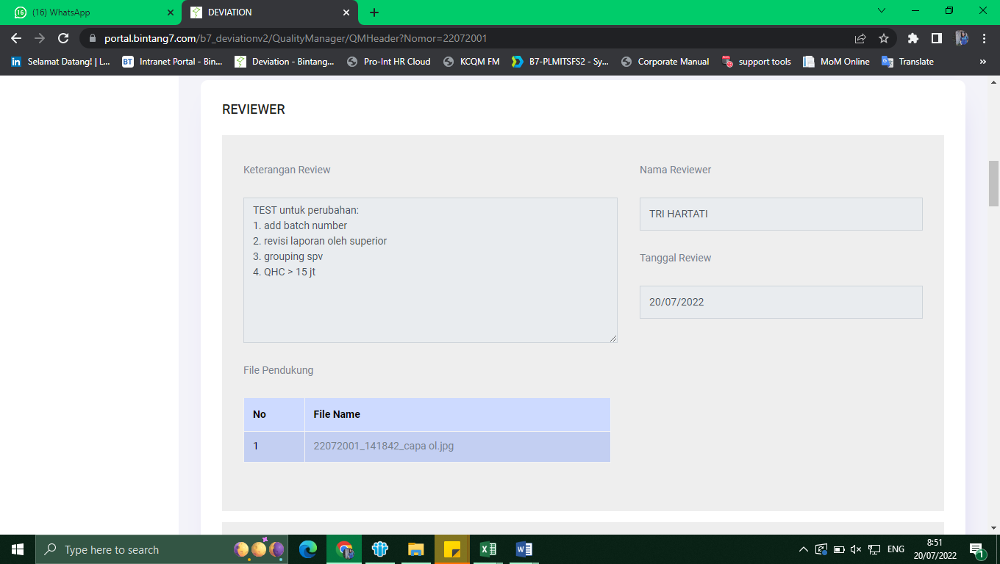 16
(16) WhatsApp
DEVIATION
portal.bintang7.com/b7_deviationv2/QualityManager/QMHeader?Nomor=22072001
in Selamat Datang! | L...
BT Intranet Portal - Bin...
Deviation - Bintang...
Pro-Int HR Cloud
KCQM FM
B7-PLMITSFS2 - Sy...
Corporate Manual
support tools
MoM Online
Translate
»
REVIEWER
Keterangan Review
Nama Reviewer
TEST untuk perubahan:
1. add batch number
2. revisi laporan oleh superior
3. grouping spv
4. QHC > 15 jt
TRI HARTATI
Tanggal Review
20/07/2022
File Pendukung
No File Name
1 22072001_141842_capa ol.jpg
Type here to search
ENG
8:51
20/07/2022
1